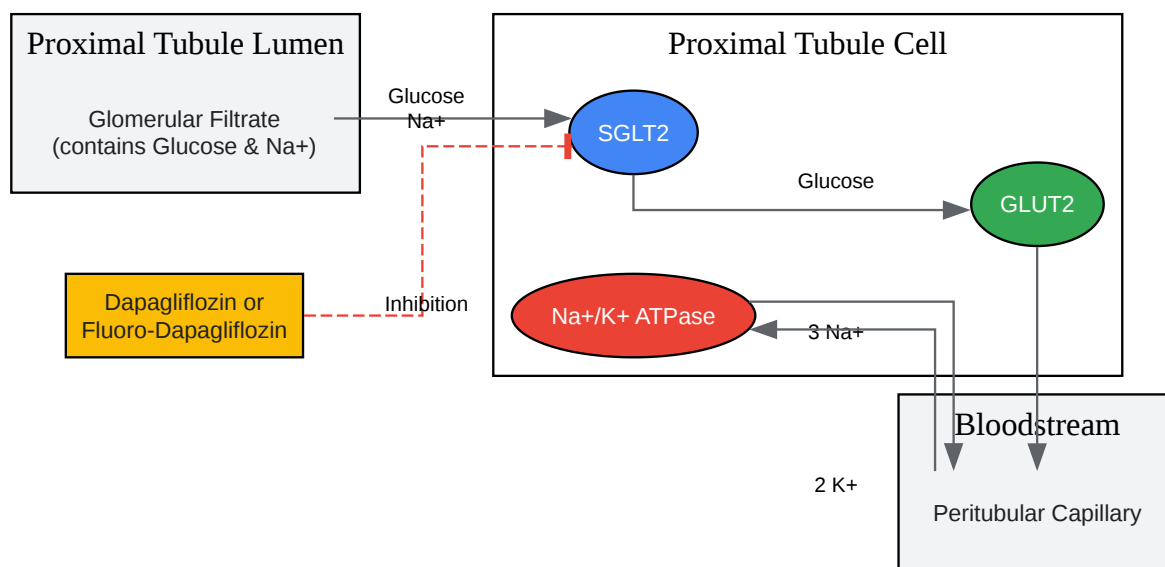 Proximal Tubule Lumen
Glomerular Filtrate
(contains Glucose & Na+)
Glucose
Na+
Proximal Tubule Cell
SGLT2
Glucose
GLUT2
Dapagliflozin or
Fluoro-Dapagliflozin
Inhibition
Na+/K+ ATPase
3 Na+
2 K+
Bloodstream
Peritubular Capillary